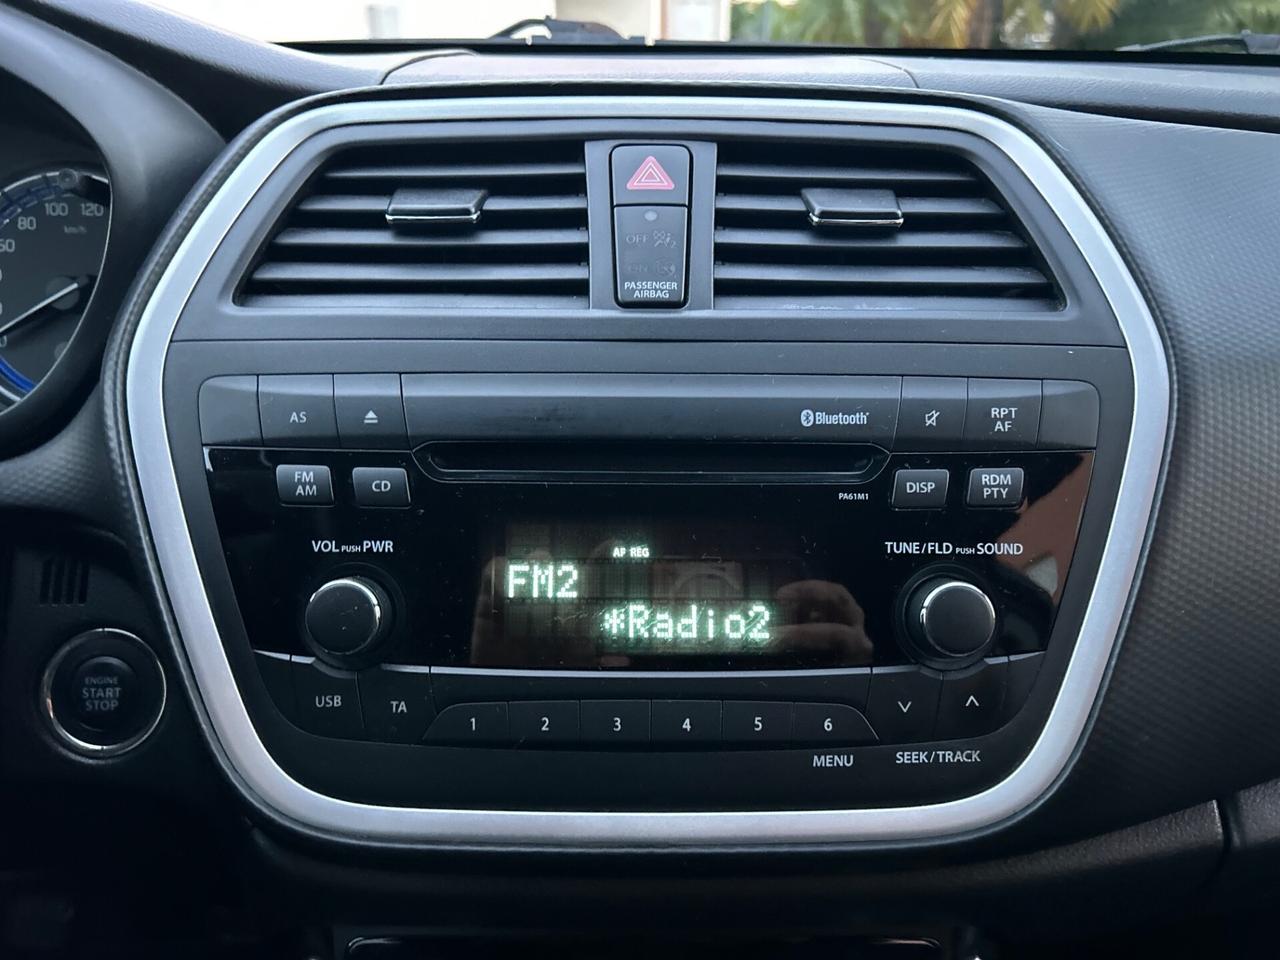 100 120
80
km/h
60
OFF
ON
PASSENGER
AIRBAG
AS
Bluetooth
RPT
AF
FM
AM
CD
PA61M1
DISP
RDM
PTY
VOL PUSH PWR
TUNE/FLD PUSH SOUND
AF REG
FM2
*Radio2
ENGINE
START
STOP
USB
TA
1 2 3 4 5 6
MENU
SEEK/TRACK